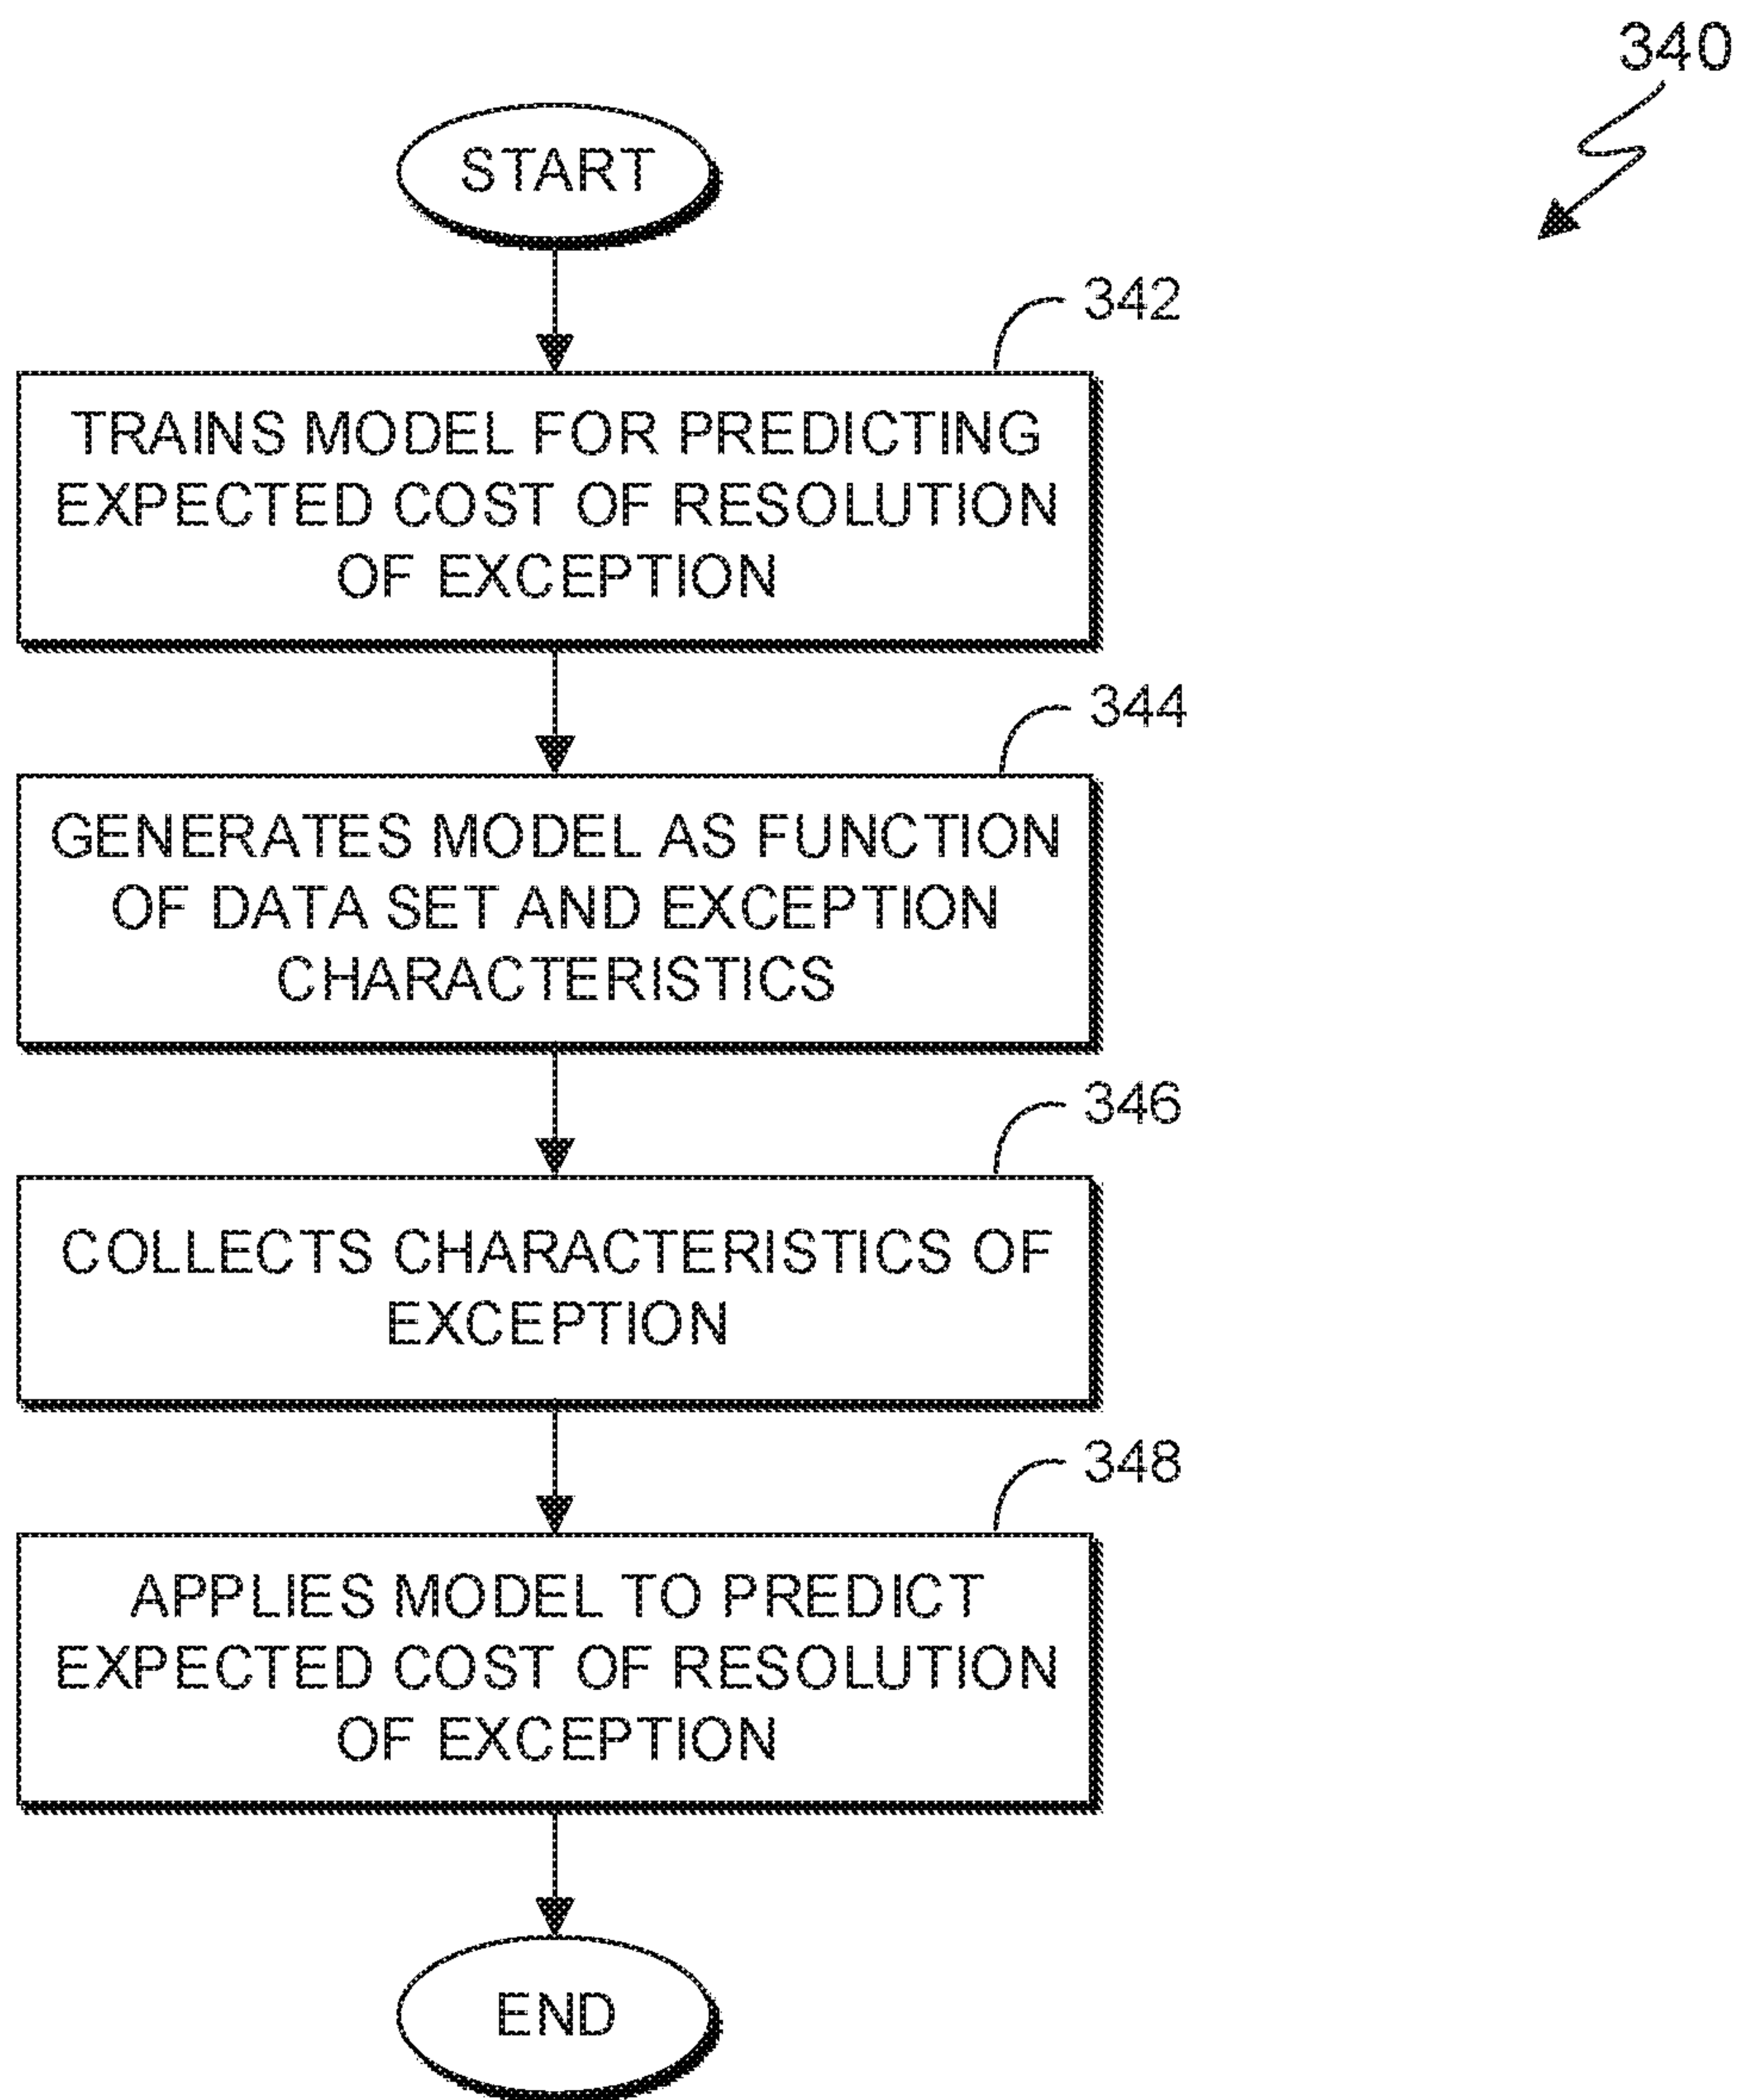 340
START
342
TRAINS MODEL FOR PREDICTING
EXPECTED COST OF RESOLUTION
OF EXCEPTION
344
GENERATES MODEL AS FUNCTION
OF DATA SET AND EXCEPTION
CHARACTERISTICS
346
COLLECTS CHARACTERISTICS OF
EXCEPTION
348
APPLIES MODEL TO PREDICT
EXPECTED COST OF RESOLUTION
OF EXCEPTION
END